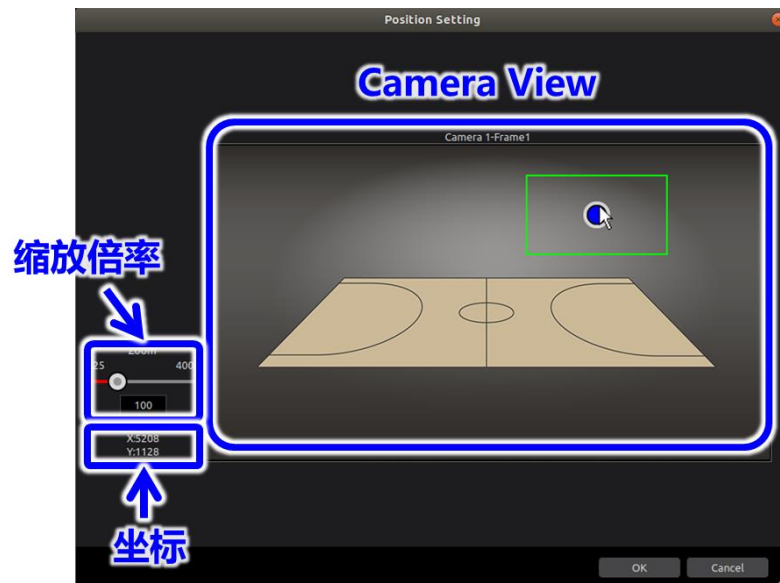 Position Setting
Camera View
Camera 1-Frame1
缩放倍率
Zoom
25 400
100
X:5208
Y:1128
坐标
OK Cancel